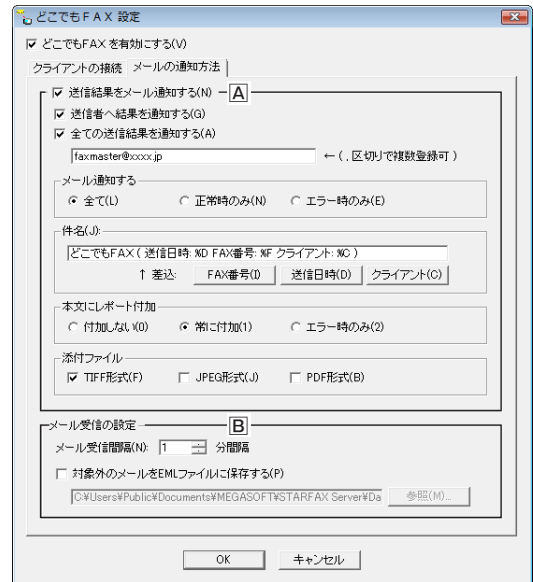 どこでもＦＡＸ 設定
どこでもFAX を有効にする(V)
クライアントの接続 メールの通知方法
送信結果をメール通知する(N) A
送信者へ結果を通知する(G)
全ての送信結果を通知する(A)
faxmaster@xxxx.jp ←( , 区切りで複数登録可 )
メール通知する
全て(L) 正常時のみ(N) エラー時のみ(E)
件名(J):
どこでもFAX ( 送信日時: %D FAX番号: %F クライアント: %C )
↑ 差込: FAX番号(I) 送信日時(D) クライアント(C)
本文にレポート付加
付加しない(0) 常に付加(1) エラー時のみ(2)
添付ファイル
TIFF形式(F) JPEG形式(J) PDF形式(B)
メール受信の設定 B
メール受信間隔(N): 1 分間隔
対象外のメールをEMLファイルに保存する(P)
C:¥Users¥Public¥Documents¥MEGASOFT¥STARFAX Server¥Da 参照(M)...
OK キャンセル